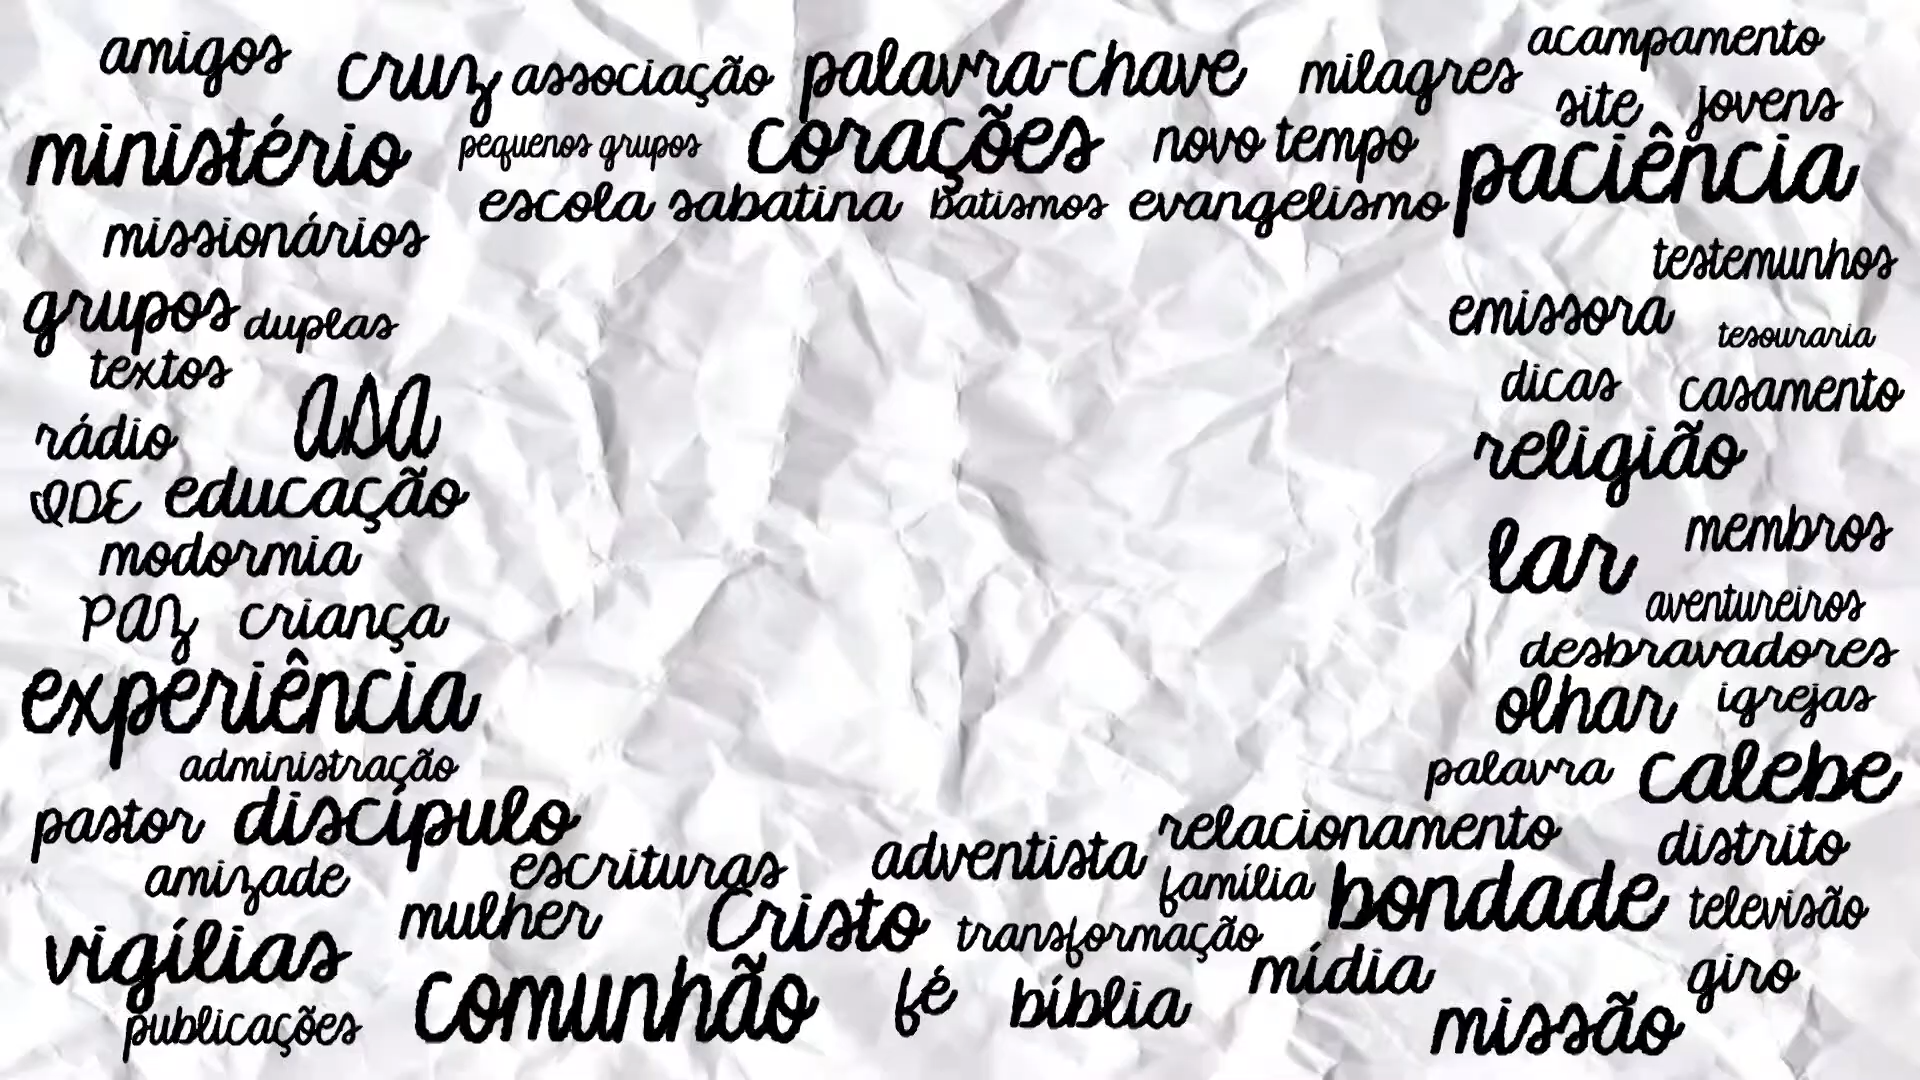 amigos cruz associação palavra-chave milagres acampamento
site jovens
ministério pequenos grupos corações novo tempo paciência
escola sabatina batismos evangelismo
missionários testemunhos
grupos duplas emissora tesouraria
textos dicas casamento
rádio asa religião
QDE educação
modormia lar membros
paz criança aventureiros
desbravadores
experiência olhar igrejas
administração palavra calebe
pastor discípulo relacionamento distrito
amizade escrituras adventista família bondade televisão
mulher Cristo transformação
vigílias mídia giro
publicações comunhão fé bíblia missão